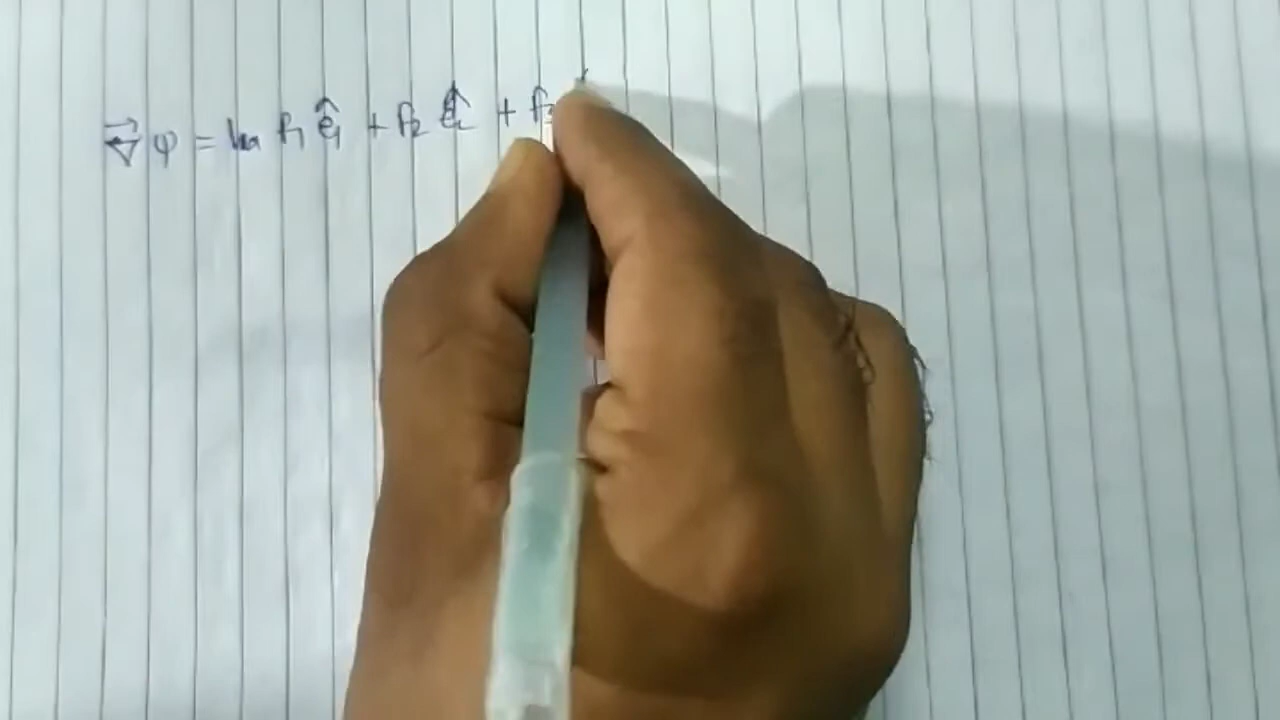 ∇⃗ φ = f₁ ê₁ + f₂ ê₂ + f₃